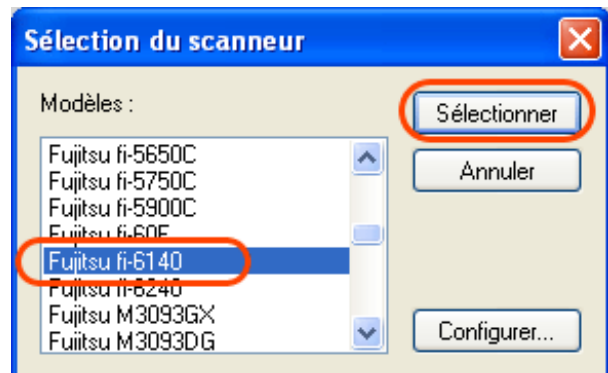 Sélection du scanneur
Modèles :
Fujitsu fi-5650C
Fujitsu fi-5750C
Fujitsu fi-5900C
Fujitsu fi-60F
Fujitsu fi-6140
Fujitsu fi-6240
Fujitsu M3093GX
Fujitsu M3093DG
Sélectionner
Annuler
Configurer...